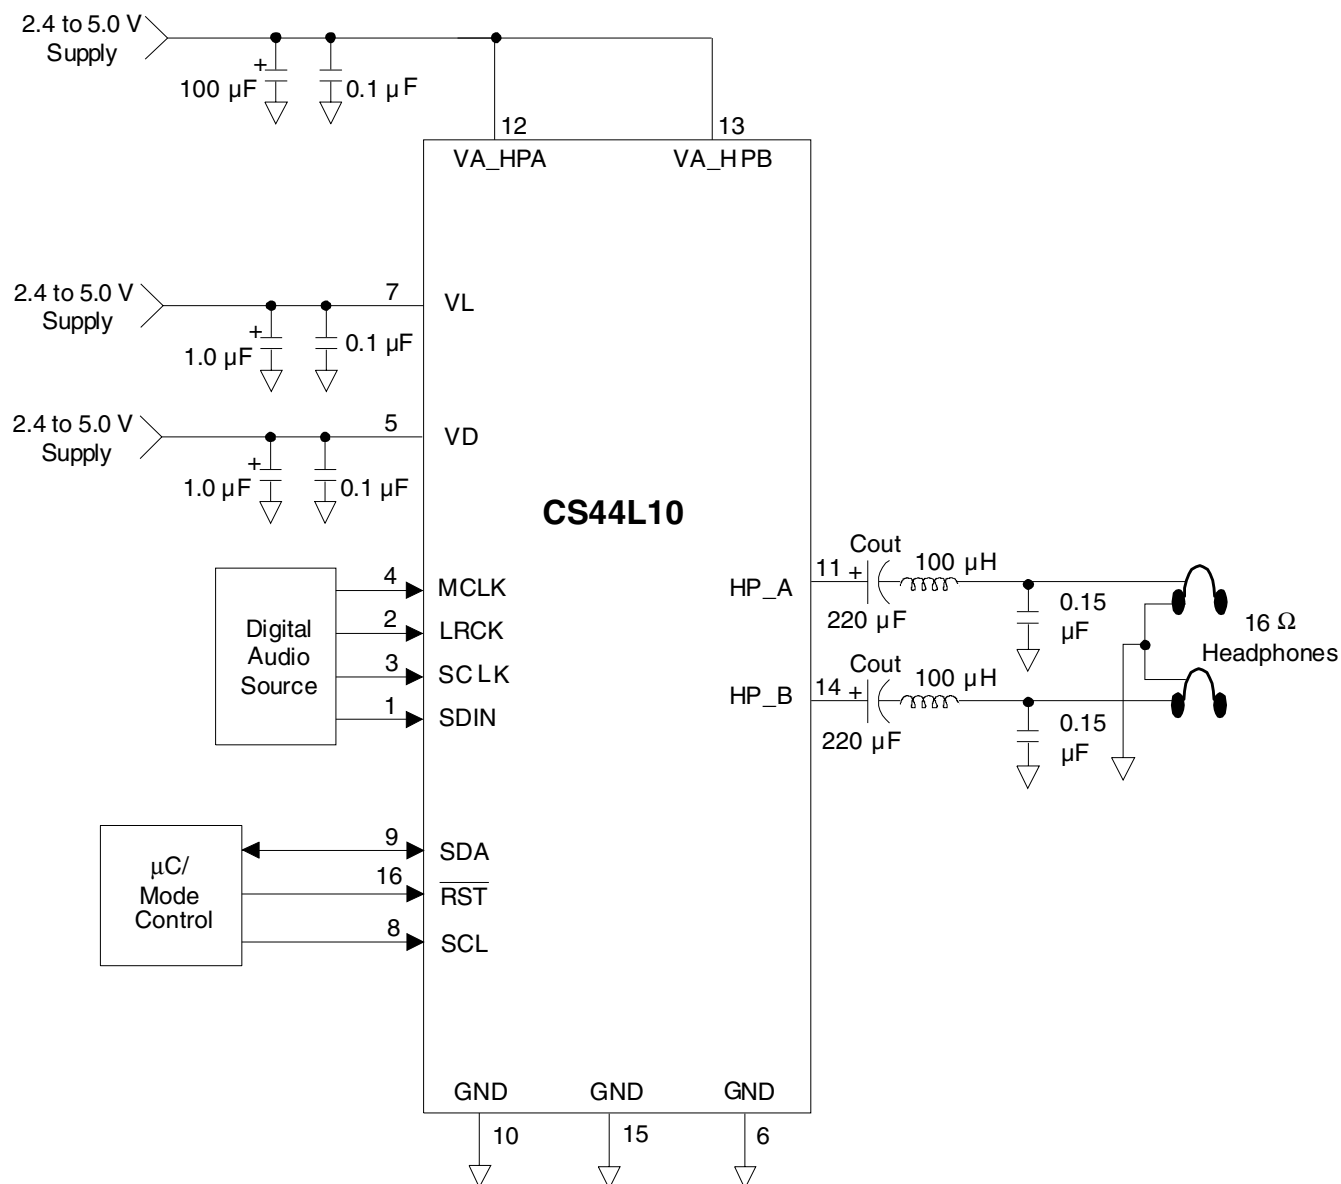 2.4 to 5.0 V
Supply
+
100 µF
0.1 µF
12
13
VA_HPA
VA_HPB
2.4 to 5.0 V
Supply
7
VL
+
1.0 µF
0.1 µF
2.4 to 5.0 V
Supply
5
VD
+
1.0 µF
0.1 µF
CS44L10
Digital
Audio
Source
4
MCLK
2
LRCK
3
SCLK
1
SDIN
HP_A
11
+
Cout
220 µF
100 µH
0.15
µF
HP_B
14
+
Cout
220 µF
100 µH
0.15
µF
16 Ω
Headphones
µC/
Mode
Control
9
SDA
16
RST
8
SCL
GND
GND
GND
10
15
6